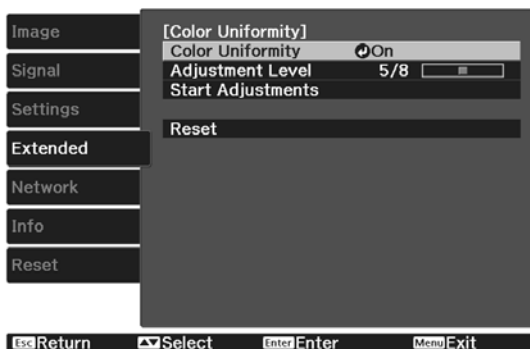 Image
Signal
Settings
Extended
Network
Info
Reset
[Color Uniformity]
Color Uniformity On
Adjustment Level 5/8
Start Adjustments
Reset
Esc Return Select Enter Enter Menu Exit